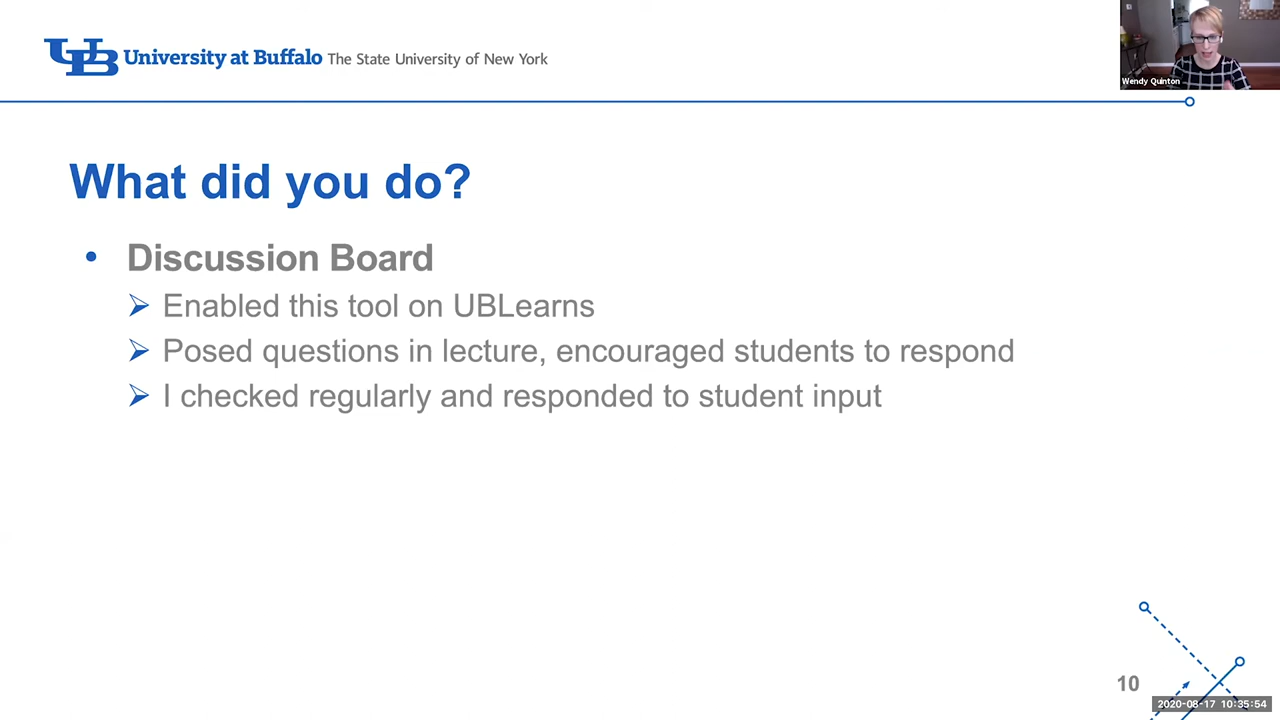 UB University at Buffalo The State University of New York
Wendy Quinton
What did you do?
• Discussion Board
➢ Enabled this tool on UBLearns
➢ Posed questions in lecture, encouraged students to respond
➢ I checked regularly and responded to student input
10
2020-08-17 10:35:54